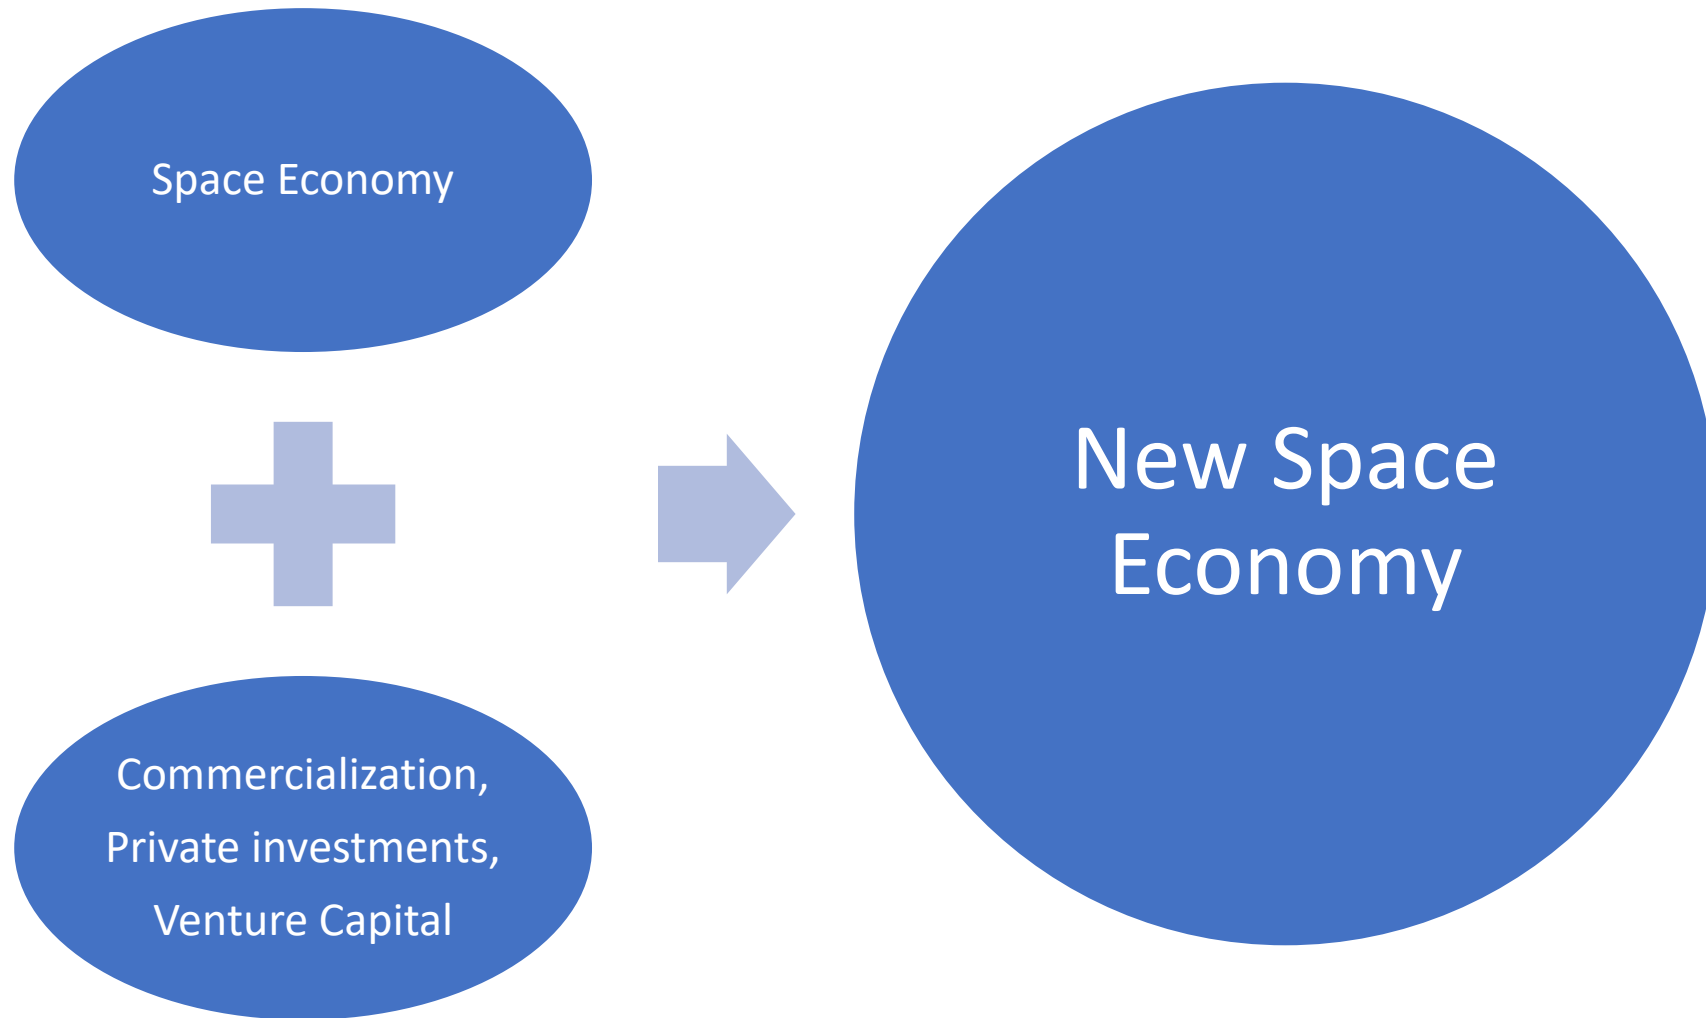 Space Economy
Commercialization,
Private investments,
Venture Capital
New Space
Economy